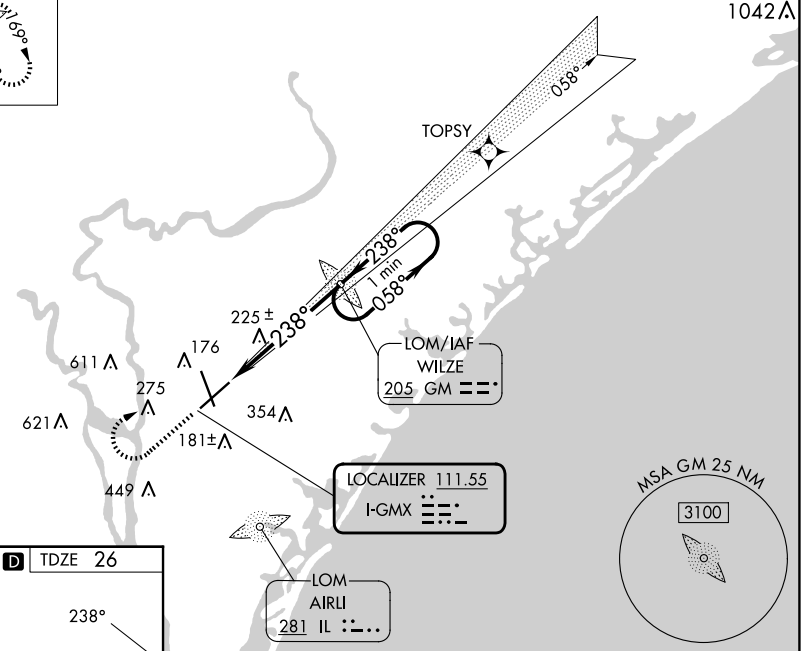 1042
169°
058°
TOPSY
238°
1 min
058°
225±
238°
176
611
275
LOM/IAF
WILZE
205 GM
621
354
181±
449
LOCALIZER 111.55
I-GMX
MSA GM 25 NM
3100
D TDZE 26
LOM
AIRLI
281 IL
238°